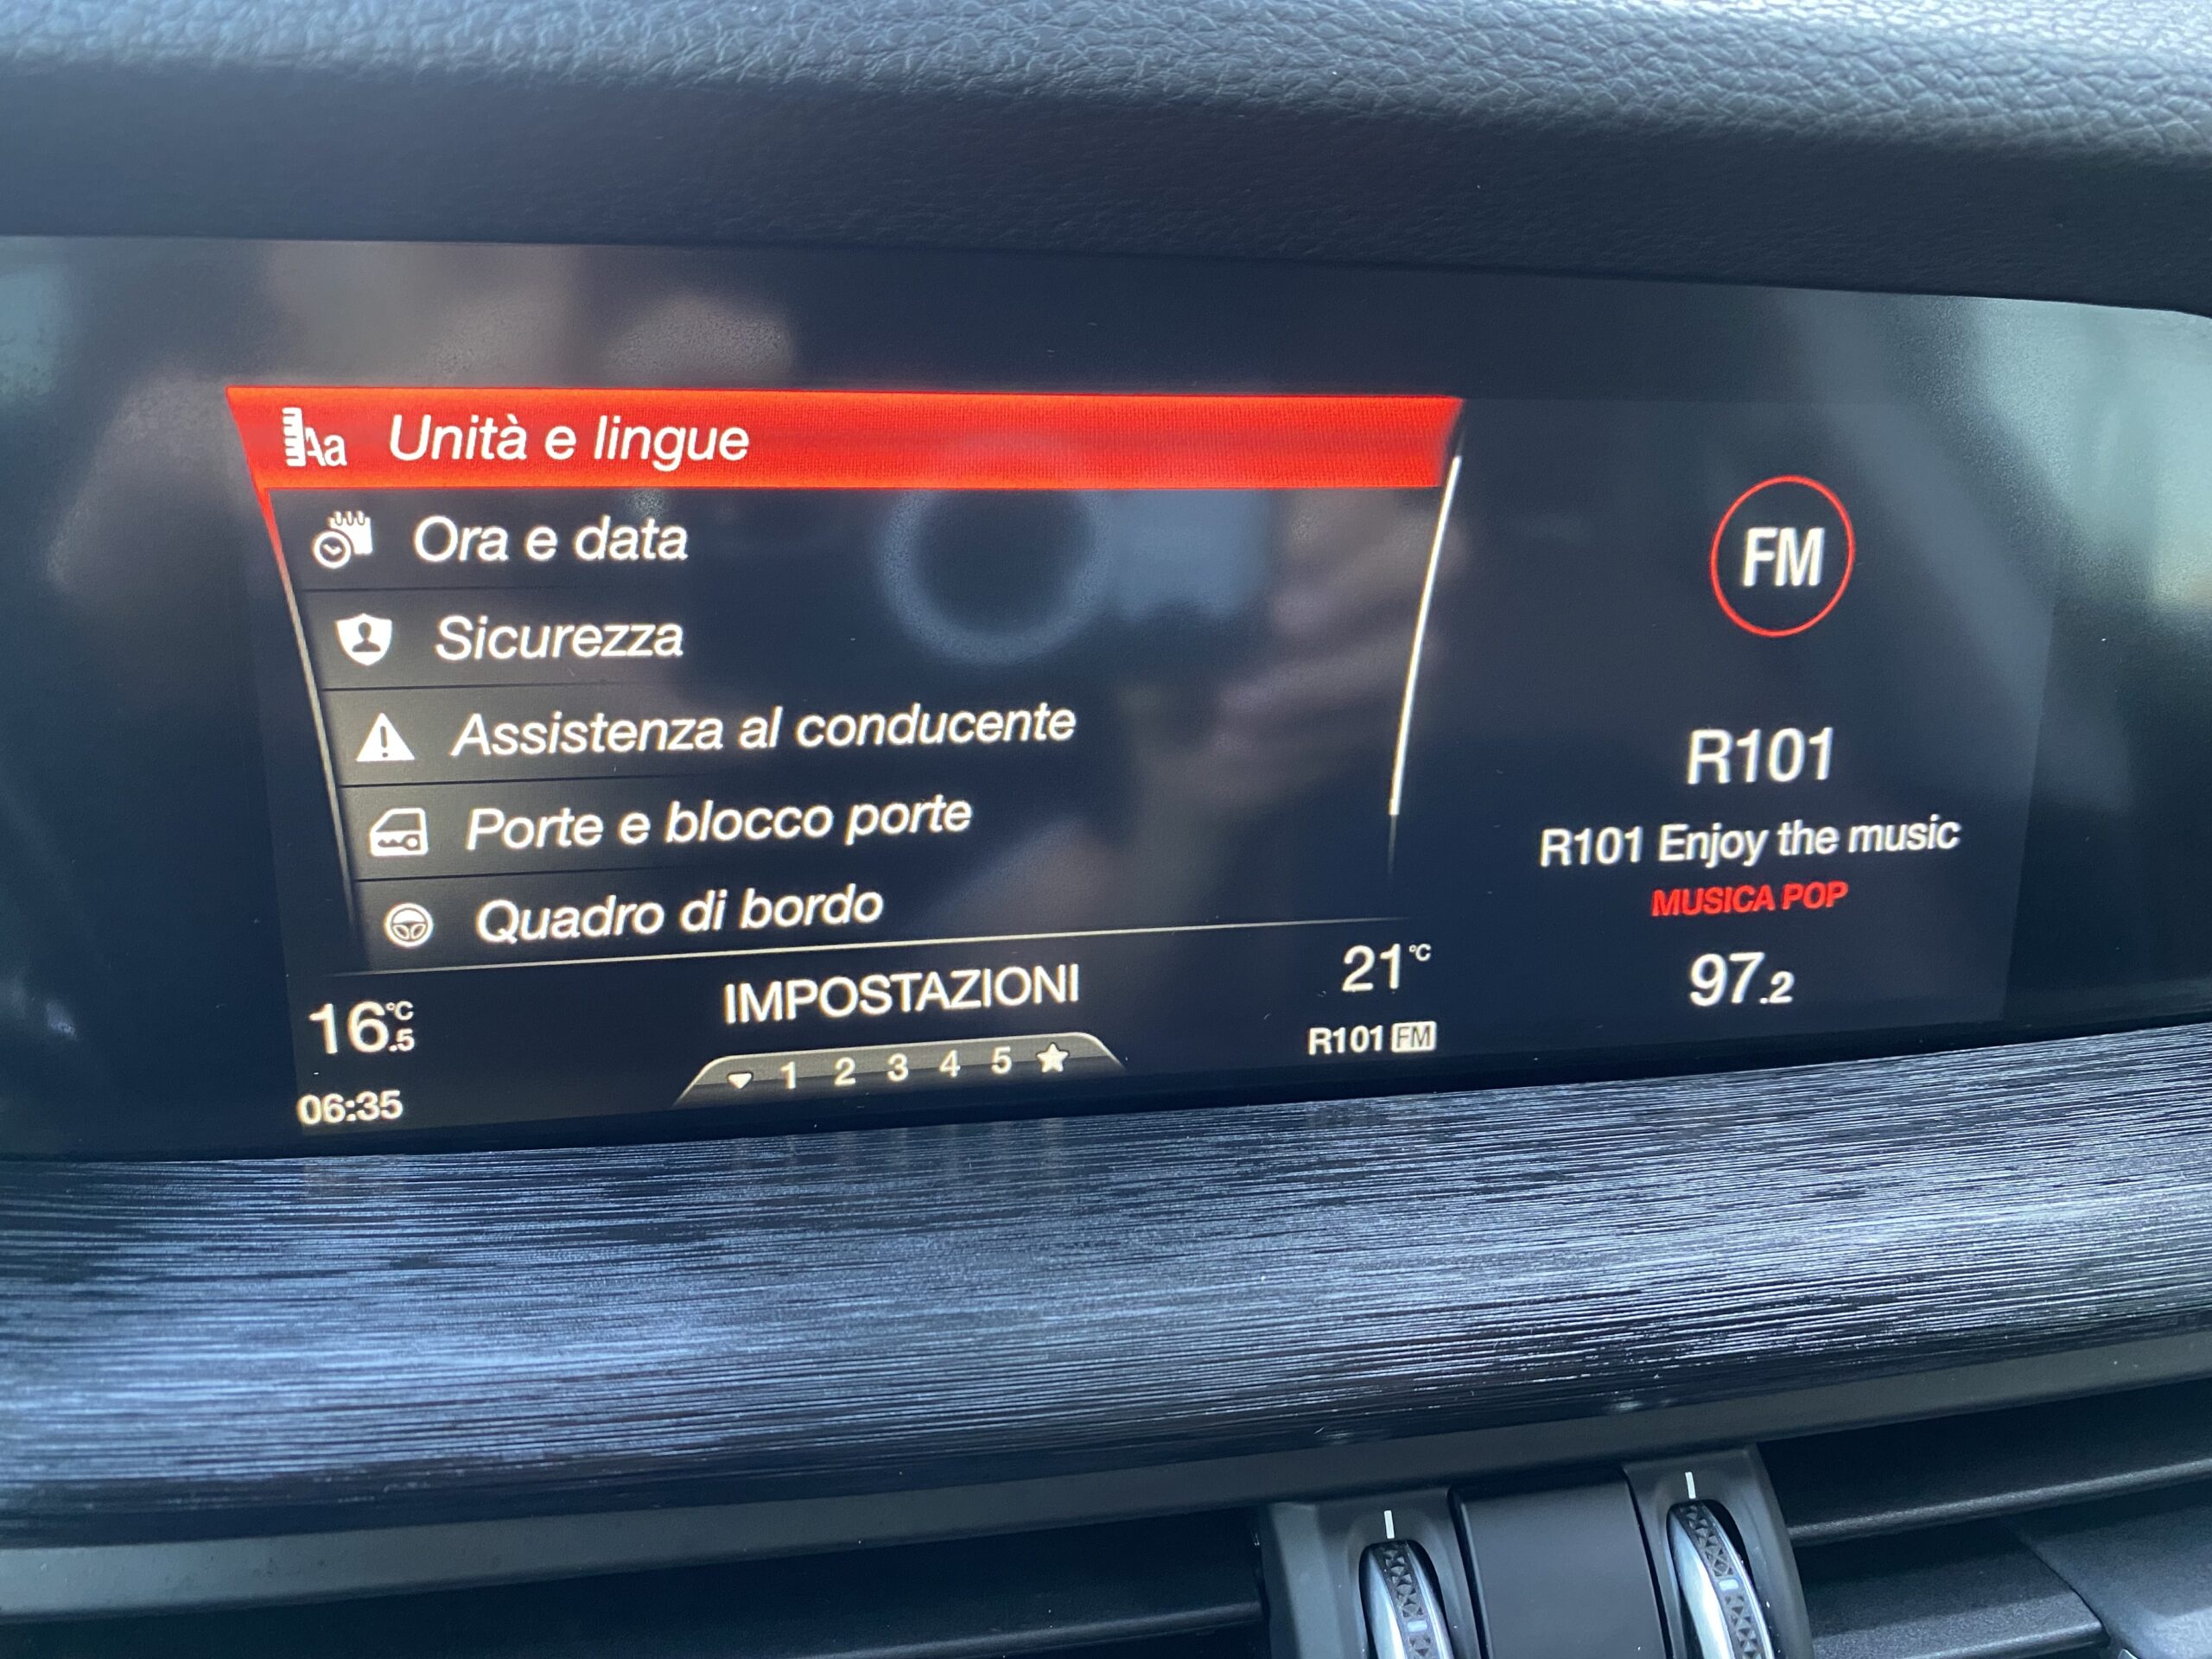 Aa Unità e lingue
Ora e data
Sicurezza
Assistenza al conducente
Porte e blocco porte
Quadro di bordo
IMPOSTAZIONI
16.5 °C
21 °C
R101 FM
1 2 3 4 5
06:35
FM
R101
R101 Enjoy the music
MUSICA POP
97.2